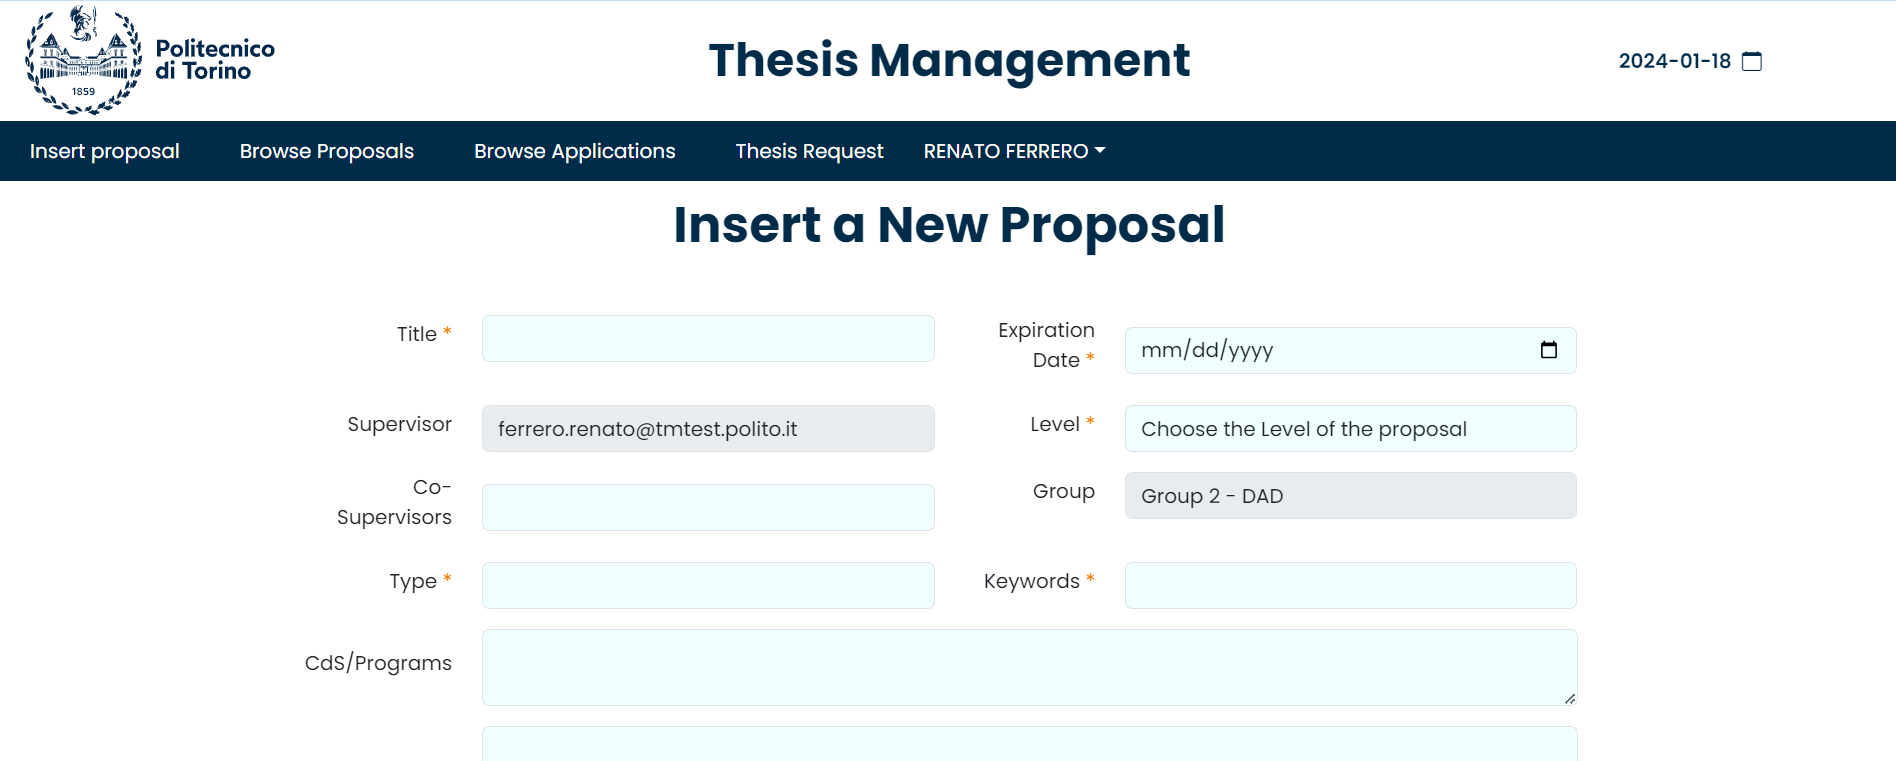 Politecnico
di Torino
1859
Thesis Management
2024-01-18
Insert proposal
Browse Proposals
Browse Applications
Thesis Request
RENATO FERRERO
Insert a New Proposal
Title *
Expiration
Date *
mm/dd/yyyy
Supervisor
ferrero.renato@tmtest.polito.it
Level *
Choose the Level of the proposal
Co-
Supervisors
Group
Group 2 - DAD
Type *
Keywords *
CdS/Programs